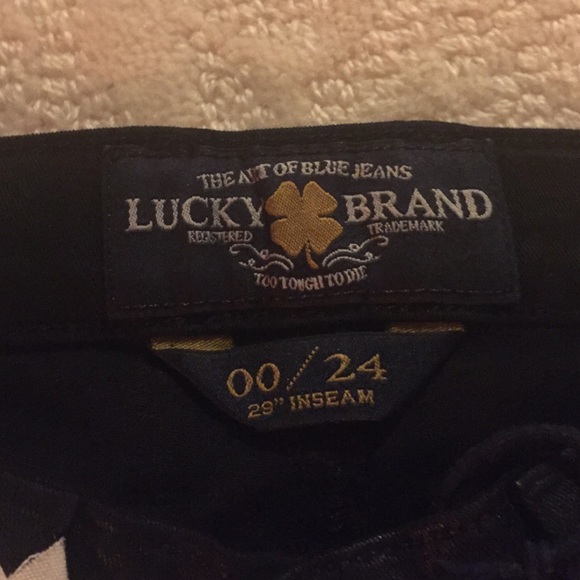 THE ART OF BLUE JEANS
LUCKY BRAND
REGISTERED TRADEMARK
TOO TOUGH TO DIE
00/24
29" INSEAM